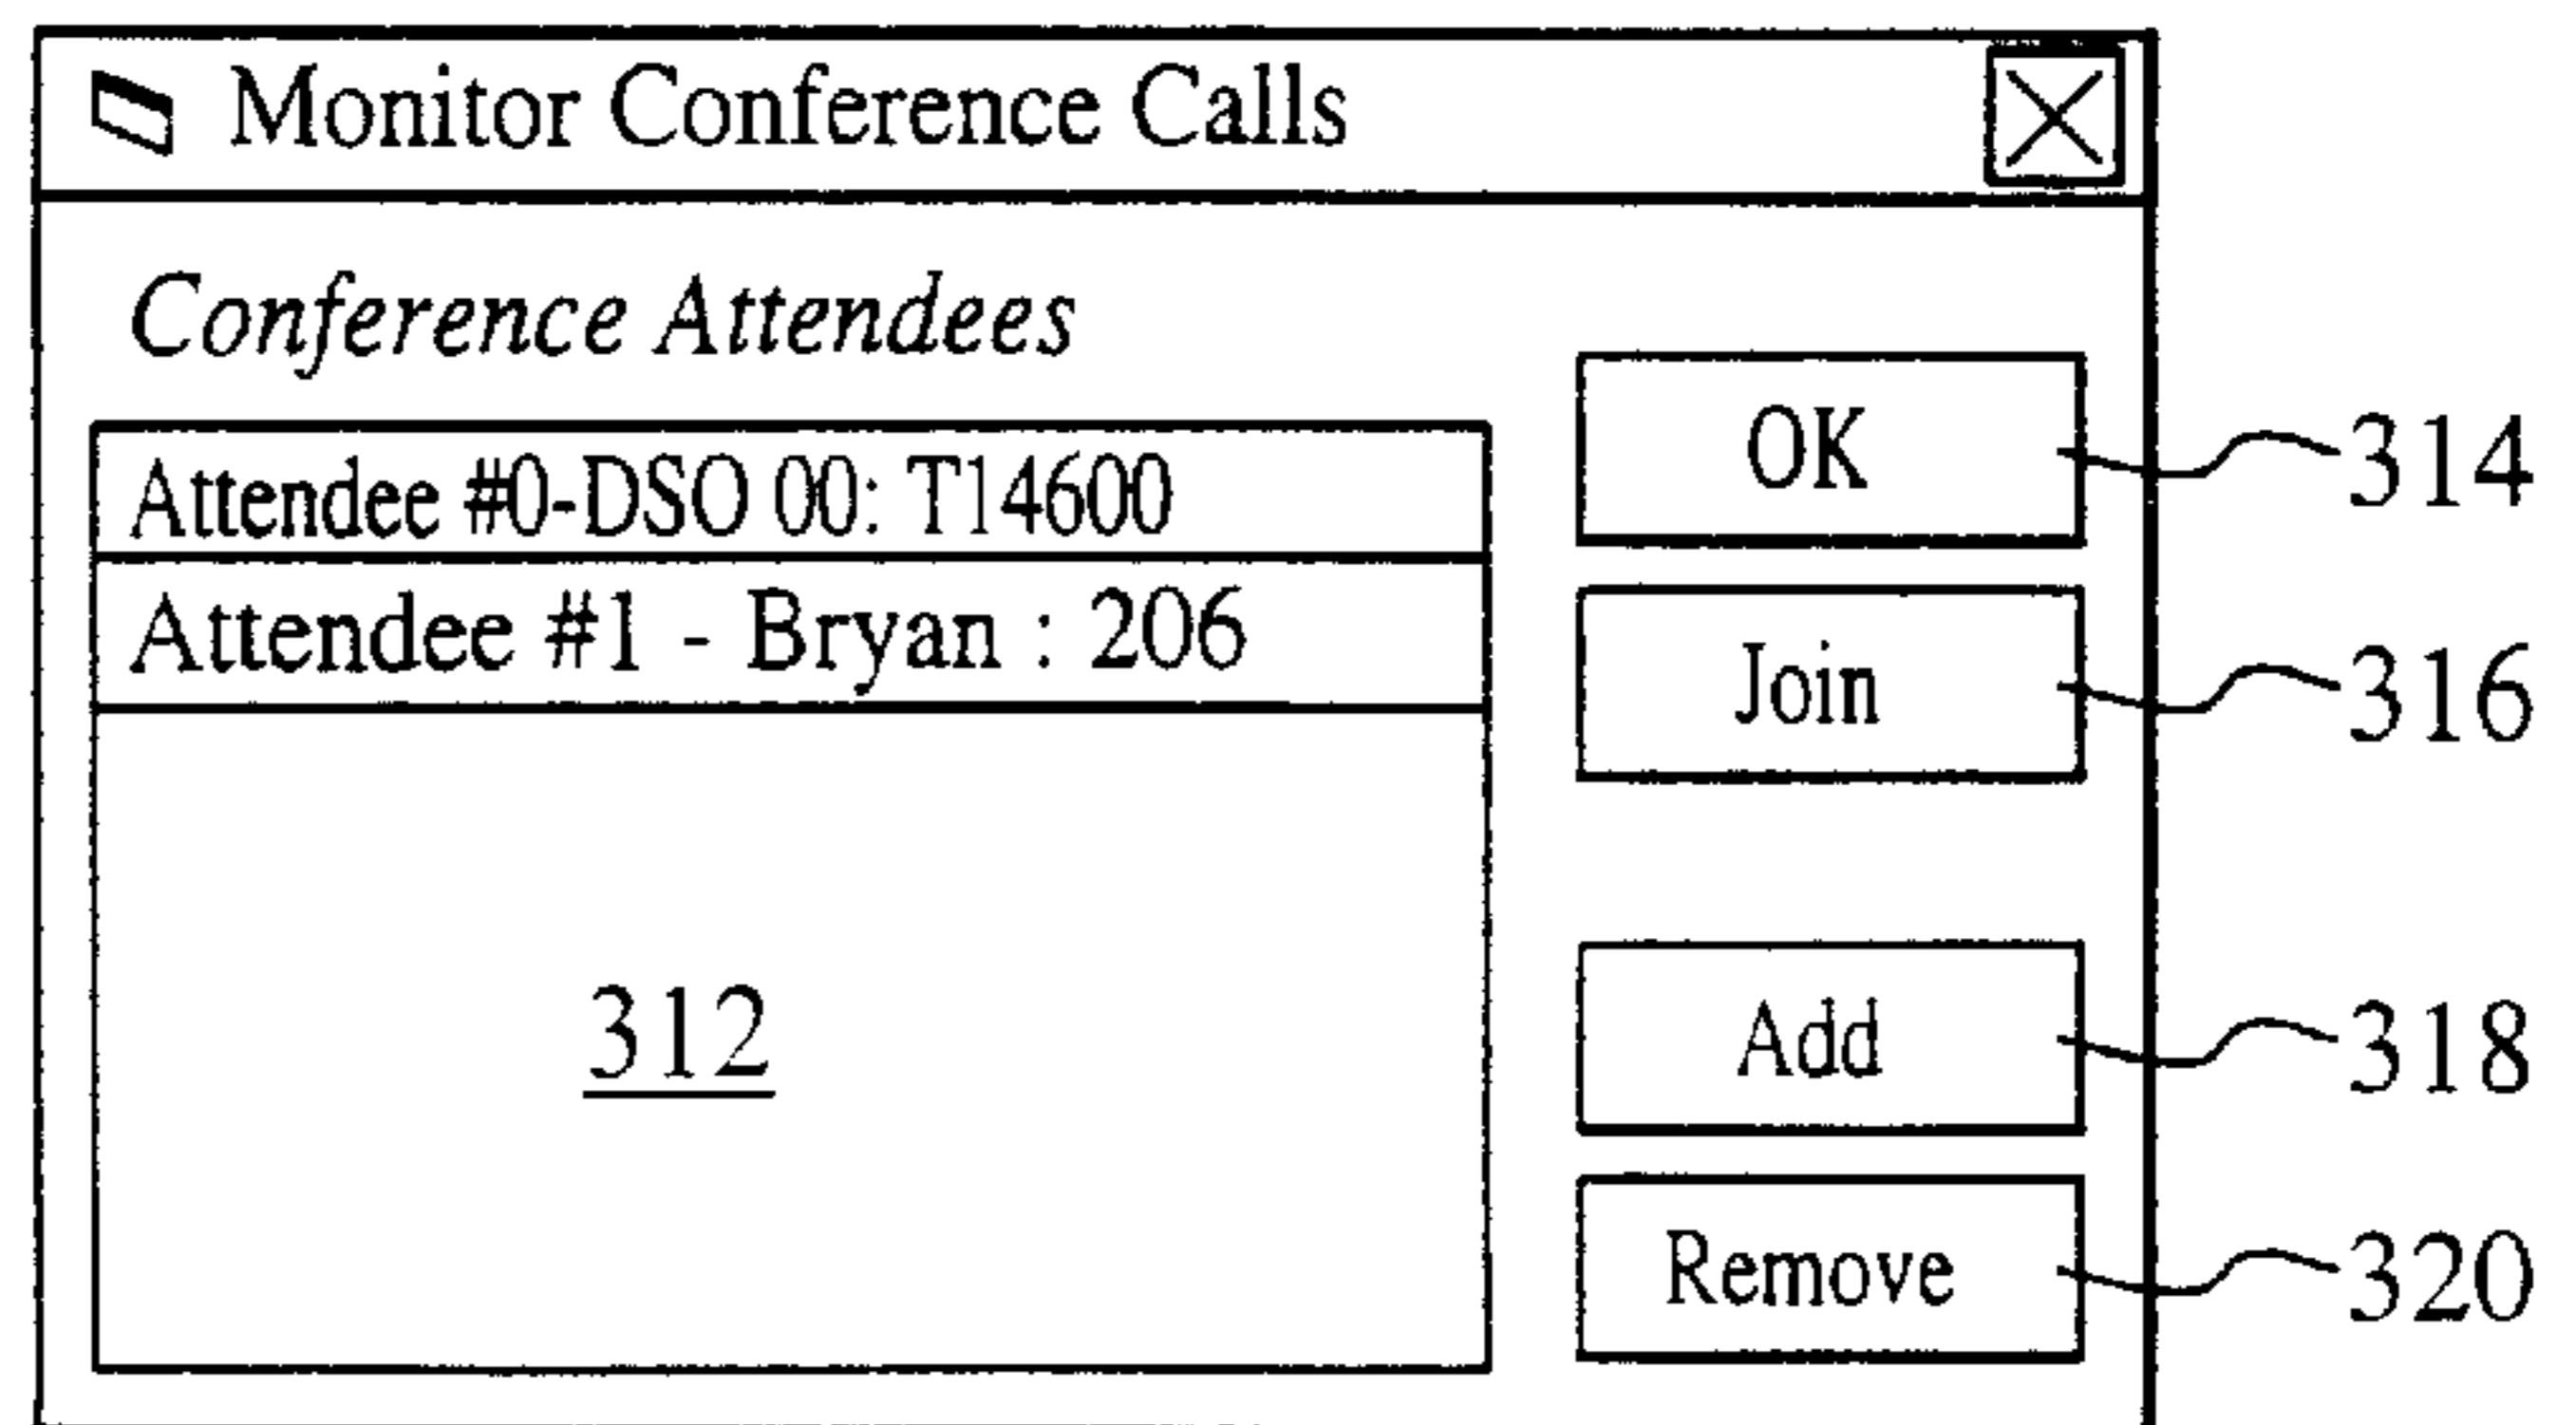 Monitor Conference Calls
Conference Attendees
Attendee #0-DSO 00: T14600
Attendee #1 - Bryan : 206
312
OK
314
Join
316
Add
318
Remove
320